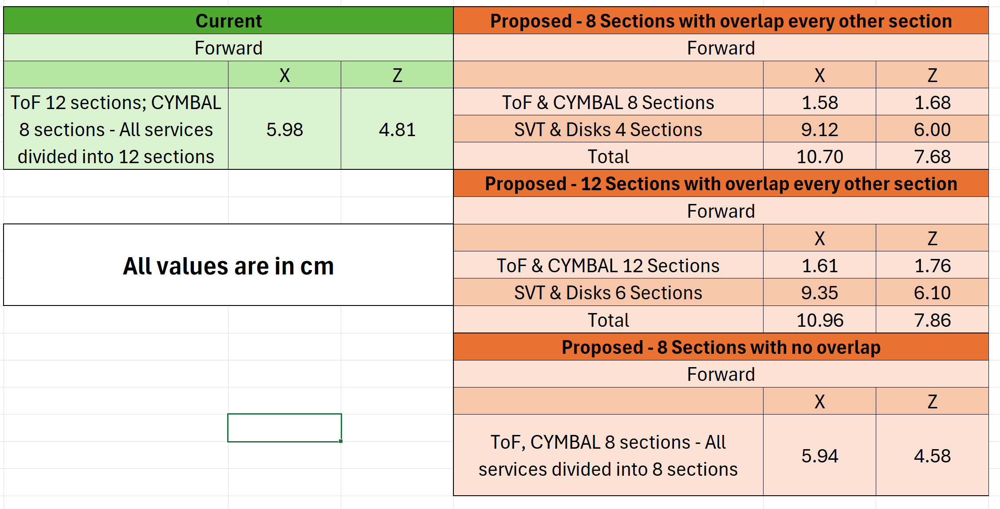 Current
Forward
X Z
ToF 12 sections; CYMBAL
8 sections - All services
divided into 12 sections
5.98 4.81
All values are in cm
Proposed - 8 Sections with overlap every other section
Forward
X Z
ToF & CYMBAL 8 Sections 1.58 1.68
SVT & Disks 4 Sections 9.12 6.00
Total 10.70 7.68
Proposed - 12 Sections with overlap every other section
Forward
X Z
ToF & CYMBAL 12 Sections 1.61 1.76
SVT & Disks 6 Sections 9.35 6.10
Total 10.96 7.86
Proposed - 8 Sections with no overlap
Forward
X Z
ToF, CYMBAL 8 sections - All
services divided into 8 sections
5.94 4.58